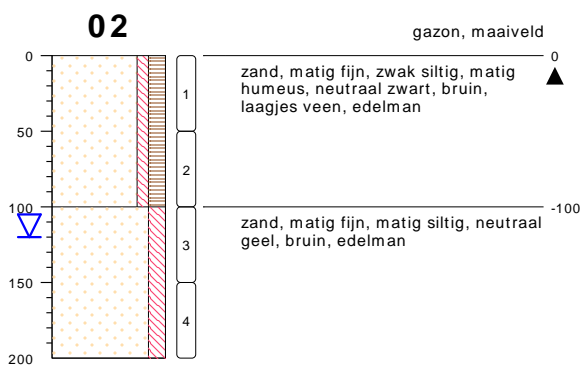 02
gazon, maaiveld
0
0
zand, matig fijn, zwak siltig, matig
humeus, neutraal zwart, bruin,
laagjes veen, edelman
1
50
2
100
-100
zand, matig fijn, matig siltig, neutraal
geel, bruin, edelman
3
150
4
200